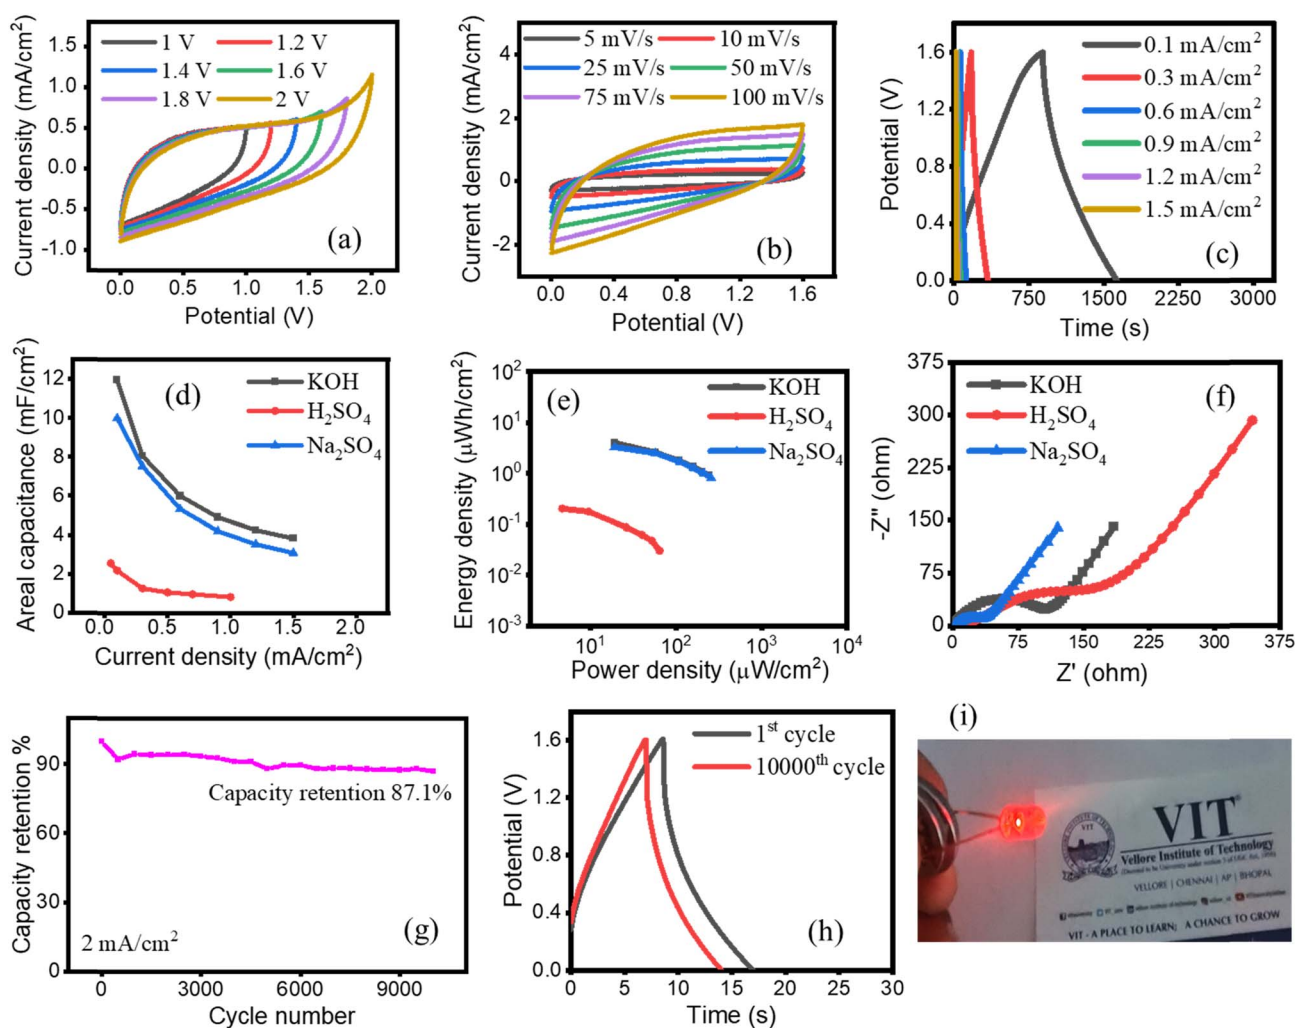 Current density (mA/cm²)
1.5
1.0
0.5
0.0
-0.5
-1.0
1 V
1.2 V
1.4 V
1.6 V
1.8 V
2 V
(a)
0.0
0.5
1.0
1.5
2.0
Potential (V)
Current density (mA/cm²)
4
2
0
-2
5 mV/s
10 mV/s
25 mV/s
50 mV/s
75 mV/s
100 mV/s
(b)
0.0
0.4
0.8
1.2
1.6
Potential (V)
Potential (V)
1.6
1.2
0.8
0.4
0.0
0.1 mA/cm²
0.3 mA/cm²
0.6 mA/cm²
0.9 mA/cm²
1.2 mA/cm²
1.5 mA/cm²
(c)
0
750
1500
2250
3000
Time (s)
Areal capacitance (mF/cm²)
12
10
8
6
4
2
0
(d)
KOH
H₂SO₄
Na₂SO₄
0.0
0.5
1.0
1.5
2.0
Current density (mA/cm²)
Energy density (μWh/cm²)
10²
10¹
10⁰
10⁻¹
10⁻²
10⁻³
(e)
KOH
H₂SO₄
Na₂SO₄
10¹
10²
10³
10⁴
Power density (μW/cm²)
-Z" (ohm)
375
300
225
150
75
0
KOH
H₂SO₄
Na₂SO₄
(f)
0
75
150
225
300
375
Z' (ohm)
Capacity retention %
90
60
30
0
Capacity retention 87.1%
2 mA/cm²
(g)
0
3000
6000
9000
Cycle number
Potential (V)
1.6
1.2
0.8
0.4
0.0
1ˢᵗ cycle
10000ᵗʰ cycle
(h)
0
5
10
15
20
25
30
Time (s)
(i)
VIT®
Vellore Institute of Technology
VELLORE | CHENNAI | AP | BHOPAL
VIT - A PLACE TO LEARN; A CHANCE TO GROW